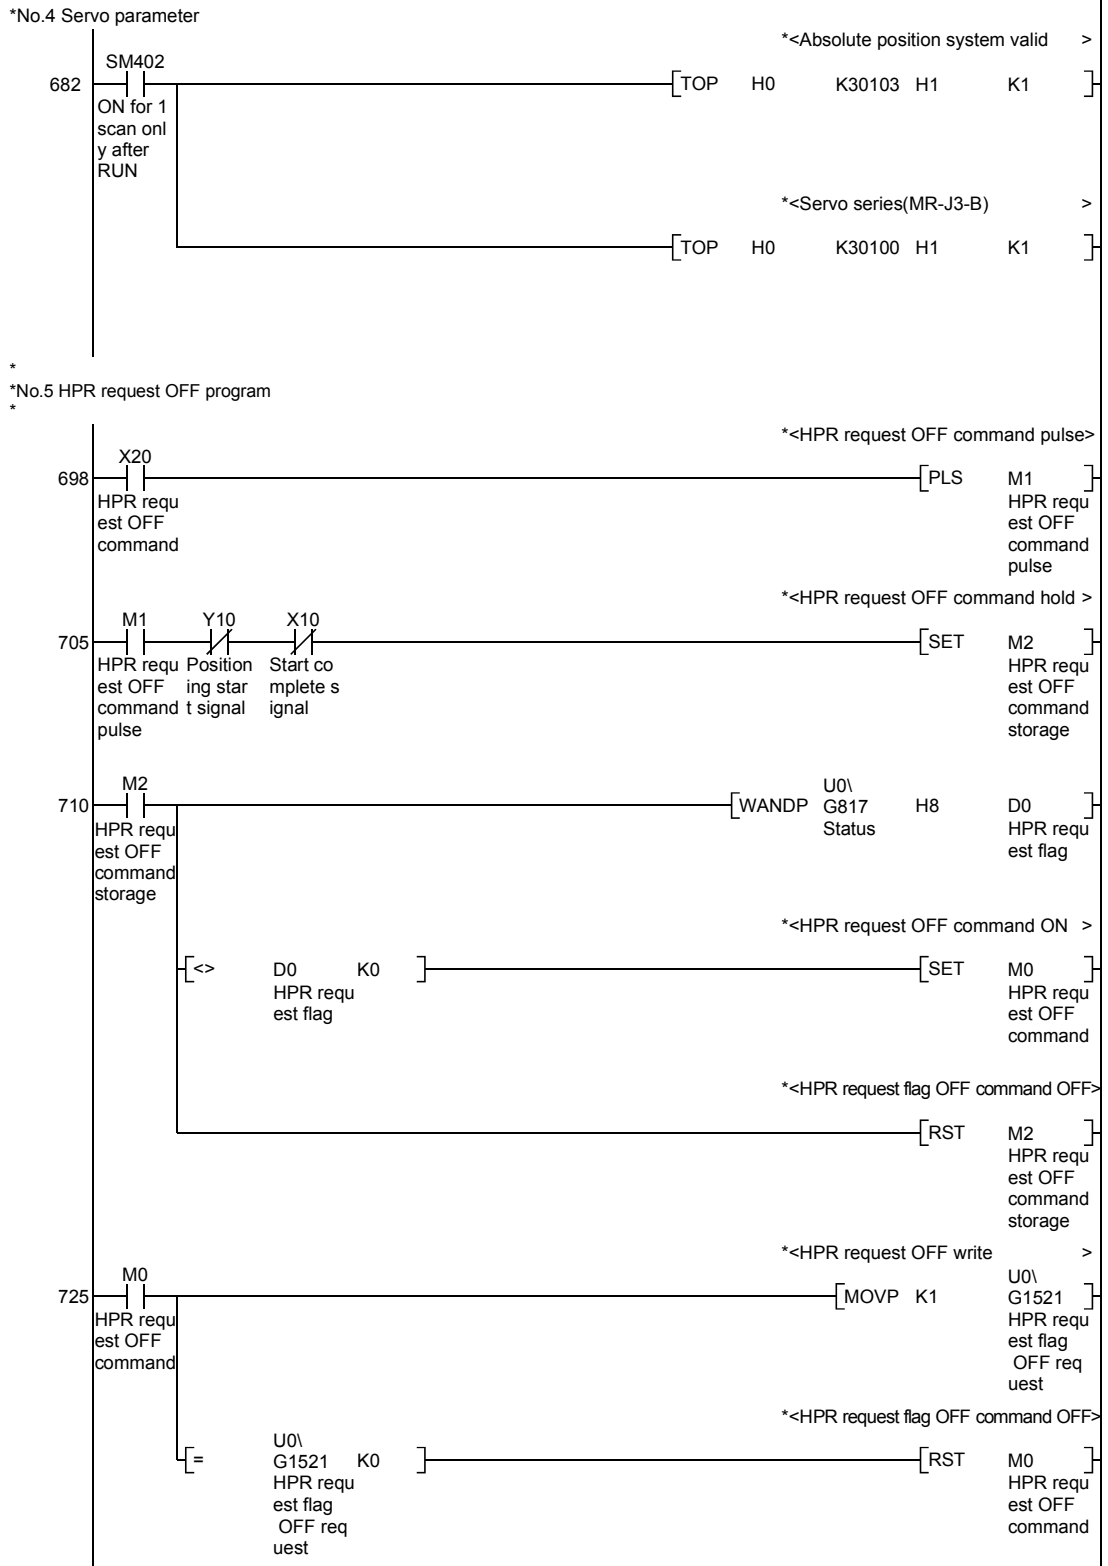 *No.4 Servo parameter
*<Absolute position system valid >
SM402
682
[TOP H0 K30103 H1 K1 ]
ON for 1
scan onl
y after
RUN
*<Servo series(MR-J3-B) >
[TOP H0 K30100 H1 K1 ]
*
*No.5 HPR request OFF program
*
*<HPR request OFF command pulse>
X20
698
[PLS M1 ]
HPR requ
est OFF
command
HPR requ
est OFF
command
pulse
*<HPR request OFF command hold >
M1 Y10 X10
705
[SET M2 ]
HPR requ
est OFF
command
pulse
Position
ing star
t signal
Start co
mplete s
ignal
HPR requ
est OFF
command
storage
M2
710
[WANDP U0\
G817 H8 D0 ]
Status
HPR requ
est flag
HPR requ
est OFF
command
storage
*<HPR request OFF command ON >
[<> D0 K0 ]
HPR requ
est flag
[SET M0 ]
HPR requ
est OFF
command
*<HPR request flag OFF command OFF>
[RST M2 ]
HPR requ
est OFF
command
storage
*<HPR request OFF write >
M0
725
[MOVP K1 U0\
G1521 ]
HPR requ
est flag
OFF req
uest
HPR requ
est OFF
command
*<HPR request flag OFF command OFF>
[= U0\
G1521 K0 ]
HPR requ
est flag
OFF req
uest
[RST M0 ]
HPR requ
est OFF
command